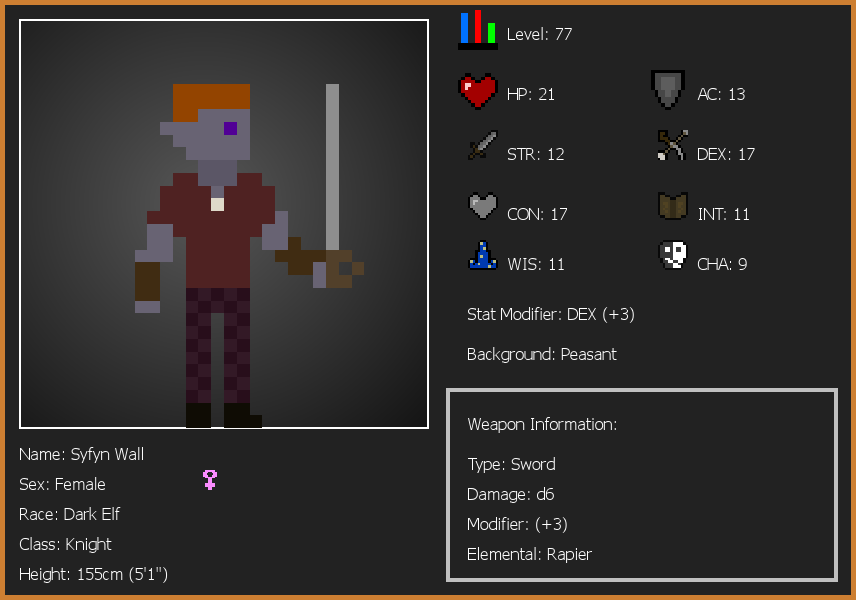 Level: 77
HP: 21
AC: 13
STR: 12
DEX: 17
CON: 17
INT: 11
WIS: 11
CHA: 9
Stat Modifier: DEX (+3)
Background: Peasant
Weapon Information:
Type: Sword
Damage: d6
Modifier: (+3)
Elemental: Rapier
Name: Syfyn Wall
Sex: Female
Race: Dark Elf
Class: Knight
Height: 155cm (5'1")